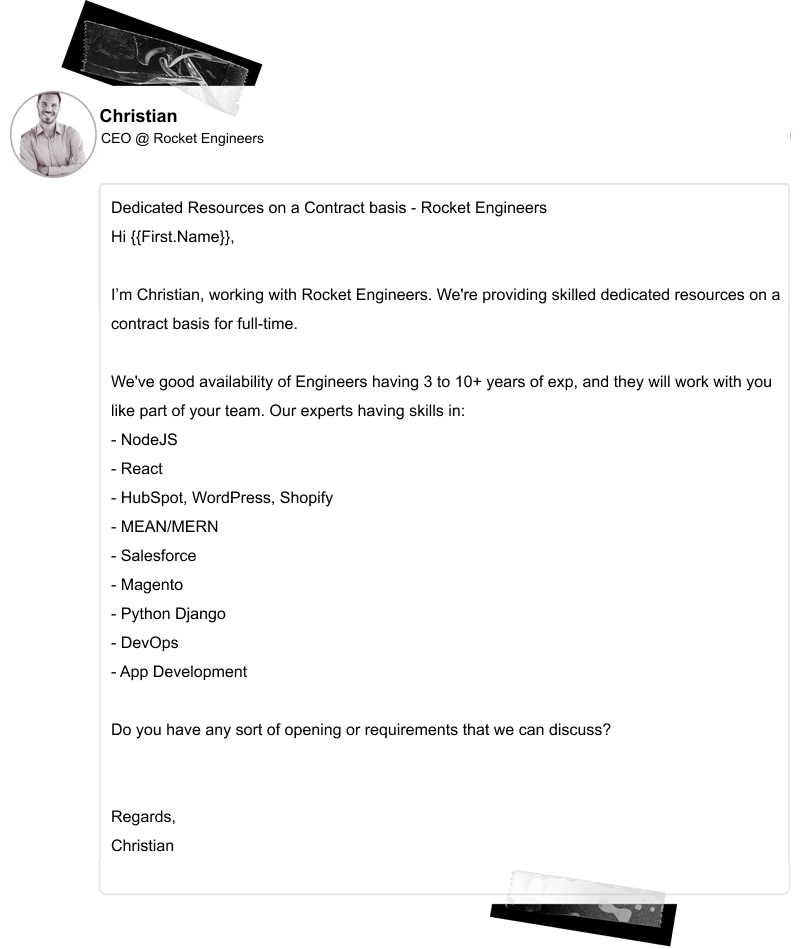 Christian
CEO @ Rocket Engineers
Dedicated Resources on a Contract basis - Rocket Engineers
Hi {{First.Name}},
I’m Christian, working with Rocket Engineers. We're providing skilled dedicated resources on a
contract basis for full-time.
We've good availability of Engineers having 3 to 10+ years of exp, and they will work with you
like part of your team. Our experts having skills in:
- NodeJS
- React
- HubSpot, WordPress, Shopify
- MEAN/MERN
- Salesforce
- Magento
- Python Django
- DevOps
- App Development
Do you have any sort of opening or requirements that we can discuss?
Regards,
Christian